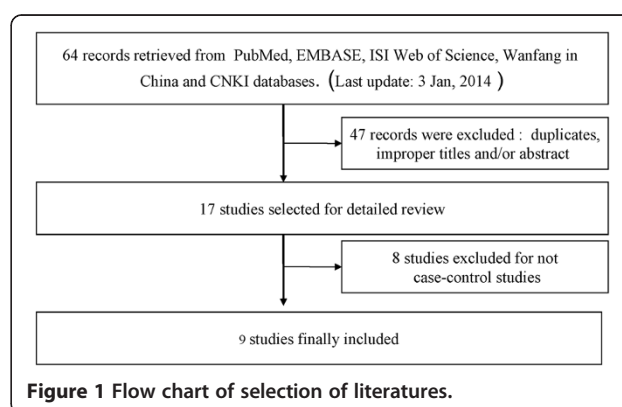 64 records retrieved from PubMed, EMBASE, ISI Web of Science, Wanfang in
China and CNKI databases. (Last update: 3 Jan, 2014 )
47 records were excluded : duplicates,
improper titles and/or abstract
17 studies selected for detailed review
8 studies excluded for not
case-control studies
9 studies finally included
Figure 1 Flow chart of selection of literatures.